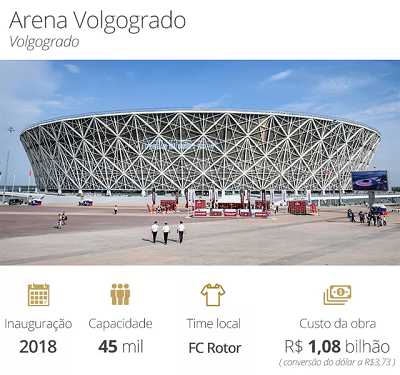 Arena Volgogrado
Volgogrado
Inauguração
2018
Capacidade
45 mil
Time local
FC Rotor
Custo da obra
R$ 1,08 bilhão
( conversão do dólar a R$3,73 )